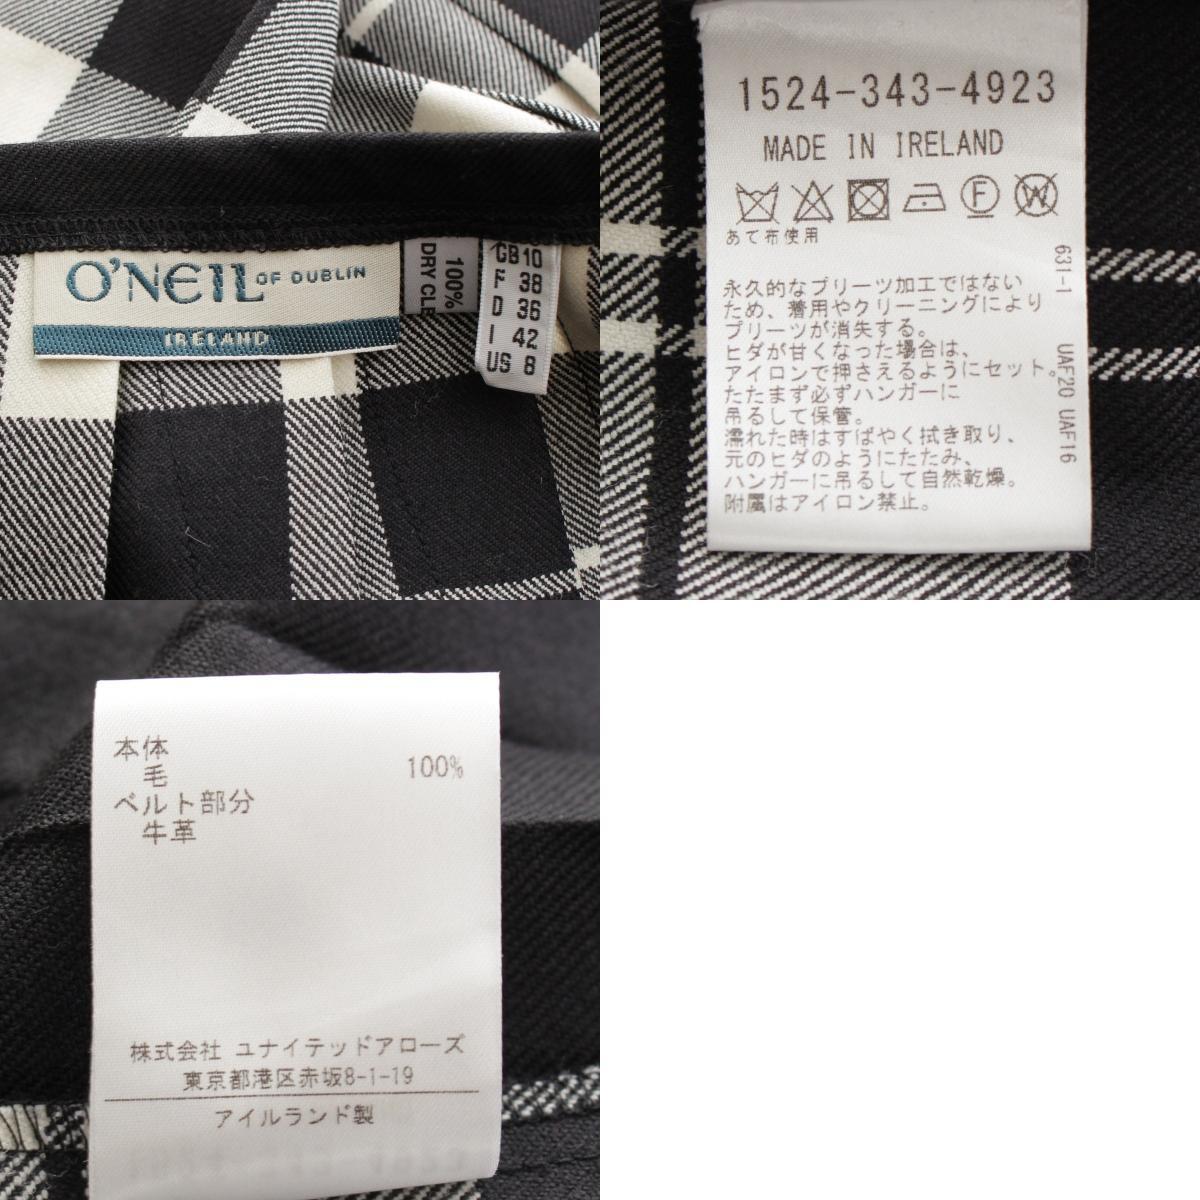 O'NEIL OF DUBLIN
IRELAND
100%
DRY CLE
GB 10
F 38
D 36
I 42
US 8
1524-343-4923
MADE IN IRELAND
F W
あて布使用
永久的なプリーツ加工ではない
ため、着用やクリーニングにより
プリーツが消失する。
ヒダが甘くなった場合は、
アイロンで押さえるようにセット。
たたまず必ずハンガーに
吊るして保管。
濡れた時はすばやく拭き取り、
元のヒダのようにたたみ、
ハンガーに吊るして自然乾燥。
附属はアイロン禁止。
631-1 UAF20 UAF16
本体
毛 100%
ベルト部分
牛革
株式会社 ユナイテッドアローズ
東京都港区赤坂8-1-19
アイルランド製